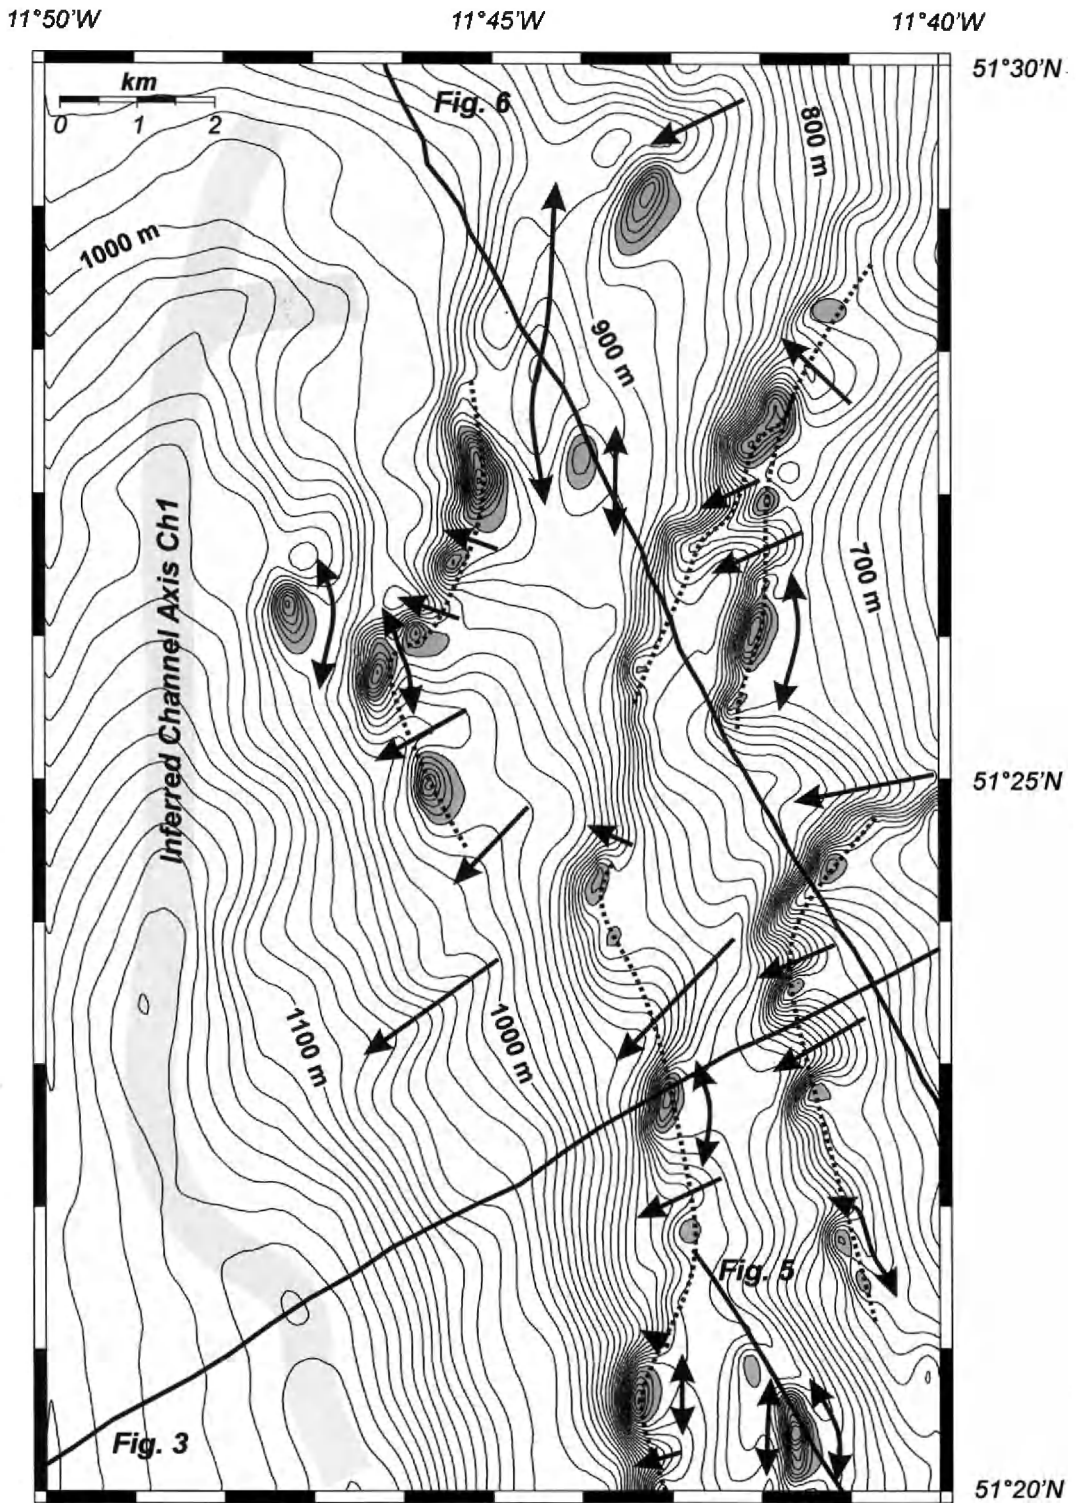 11°50'W 11°45'W 11°40'W
51°30'N
km
0 1 2
Fig. 6
800 m
1000 m
900 m
Inferred Channel Axis Ch1
700 m
51°25'N
1100 m
1000 m
Fig. 5
Fig. 3
51°20'N